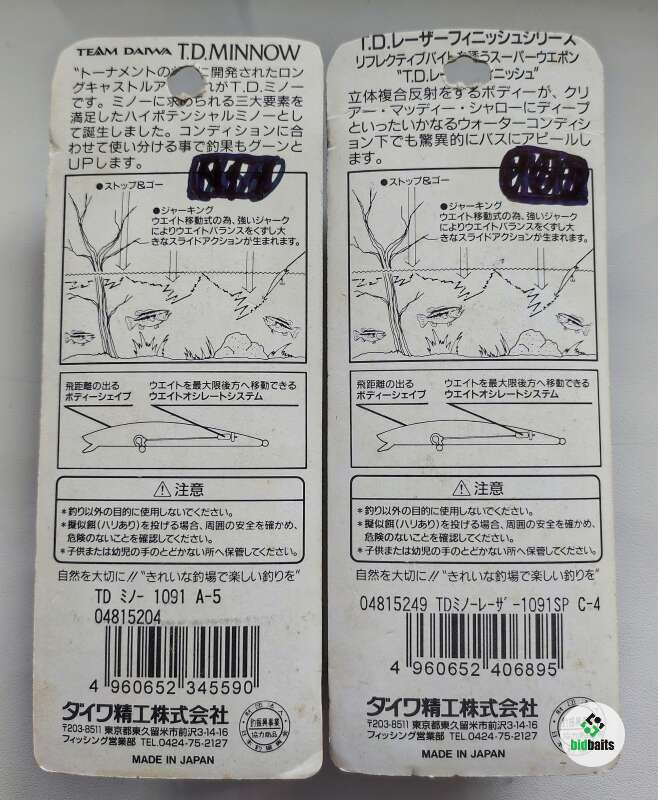 TEAM DAIWA T.D.MINNOW
"トーナメントの に開発されたロン
グキャストルア れがT.D.ミノー
です。ミノーに求められる三大要素を
満足したハイポテンシャルミノーとし
て誕生しました。コンディションに合
わせて使い分ける事で釣果もグーンと
UPします。
●ストップ&ゴー
●ジャーキング
ウエイト移動式の為、強いジャーク
によりウエイトバランスをくずし大
きなスライドアクションが生まれます。
飛距離の出る
ボディーシェイプ
ウエイトを最大限後方へ移動できる
ウエイトオシレートシステム
⚠注意
*釣り以外の目的に使用しないでください。
*擬似餌(ハリあり)を投げる場合、周囲の安全を確かめ、
危険のないことを確認してください。
*子供または幼児の手のとどかない所へ保管してください。
自然を大切に!! "きれいな釣場で楽しい釣りを"
TD ミノー 1091 A-5
04815204
4 960652 345590
ダイワ精工株式会社
〒203-8511 東京都東久留米市前沢3-14-16
フィッシング営業部 TEL.0424-75-2127
釣振興事業
協力商品
MADE IN JAPAN
T.D.レーザーフィニッシュシリーズ
リフレクティブバイトを誘うスーパーウエポン
"T.D.レー フィニッシュ"
立体複合反射をするボディーが、クリ
アー・マッディー・シャローにディープ
といったいかなるウォーターコンディシ
ョン下でも驚異的にバスにアピールし
ます。
●ストップ&ゴー
●ジャーキング
ウエイト移動式の為、強いジャーク
によりウエイトバランスをくずし大
きなスライドアクションが生まれます。
飛距離の出る
ボディーシェイプ
ウエイトを最大限後方へ移動できる
ウエイトオシレートシステム
⚠注意
*釣り以外の目的に使用しないでください。
*擬似餌(ハリあり)を投げる場合、周囲の安全を確かめ、
危険のないことを確認してください。
*子供または幼児の手のとどかない所へ保管してください。
自然を大切に!! "きれいな釣場で楽しい釣りを"
04815249 TDミノーレーザ゛-1091SP C-4
4 960652 406895
ダイワ精工株式会社
〒203-8511 東京都東久留米市前沢3-14-16
フィッシング営業部 TEL.0424-75-2127
MADE IN JAPAN
bidbaits